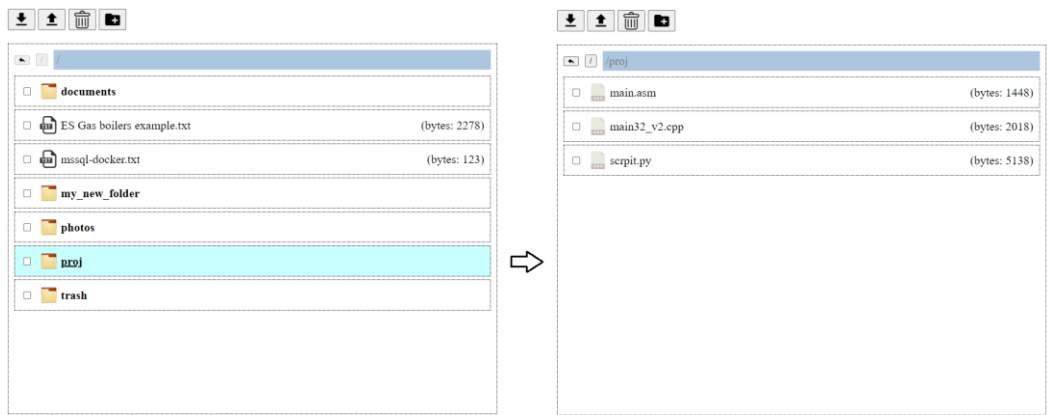 /
/
documents
ES Gas boilers example.txt (bytes: 2278)
mssql-docker.txt (bytes: 123)
my_new_folder
photos
proj
trash
/
/proj
main.asm (bytes: 1448)
main32_v2.cpp (bytes: 2018)
scrpit.py (bytes: 5138)